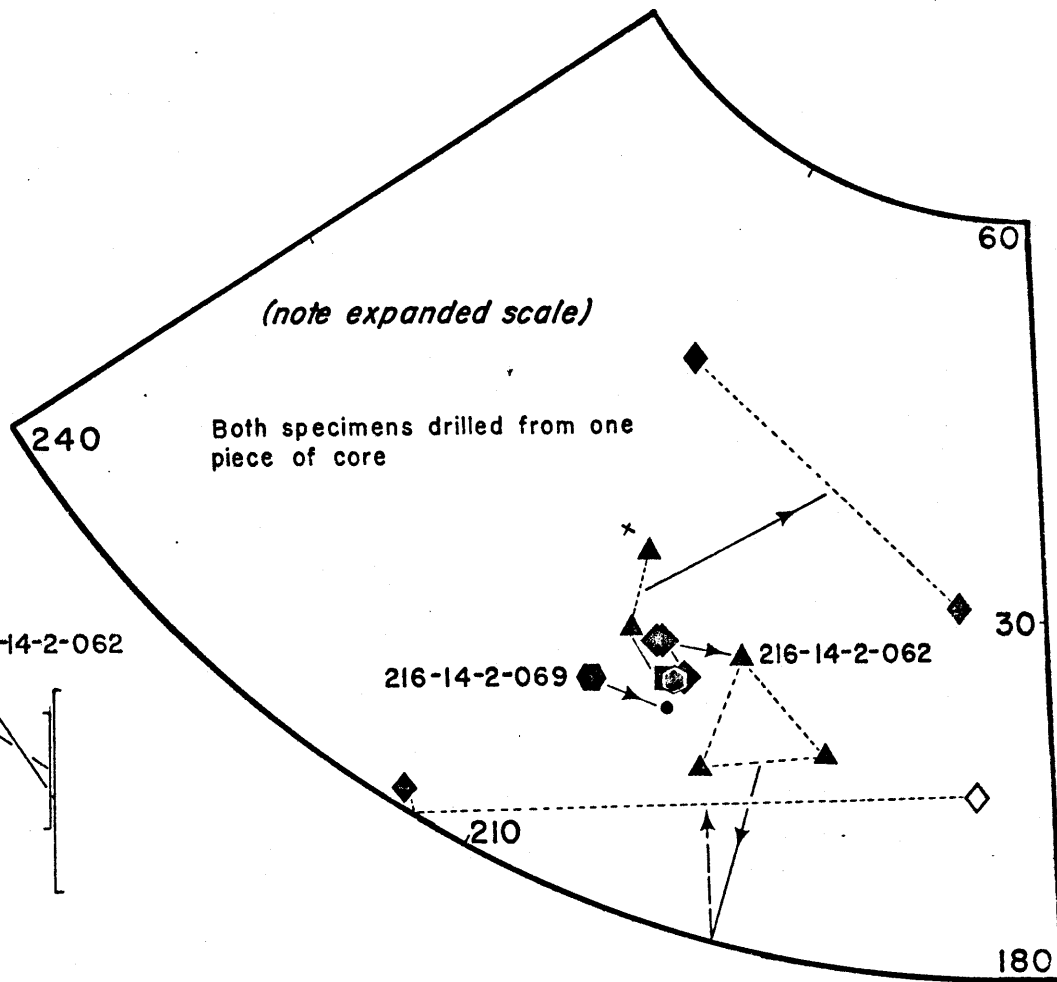 60
(note expanded scale)
Both specimens drilled from one
piece of core
240
30
-14-2-062
216-14-2-062
216-14-2-069
210
180